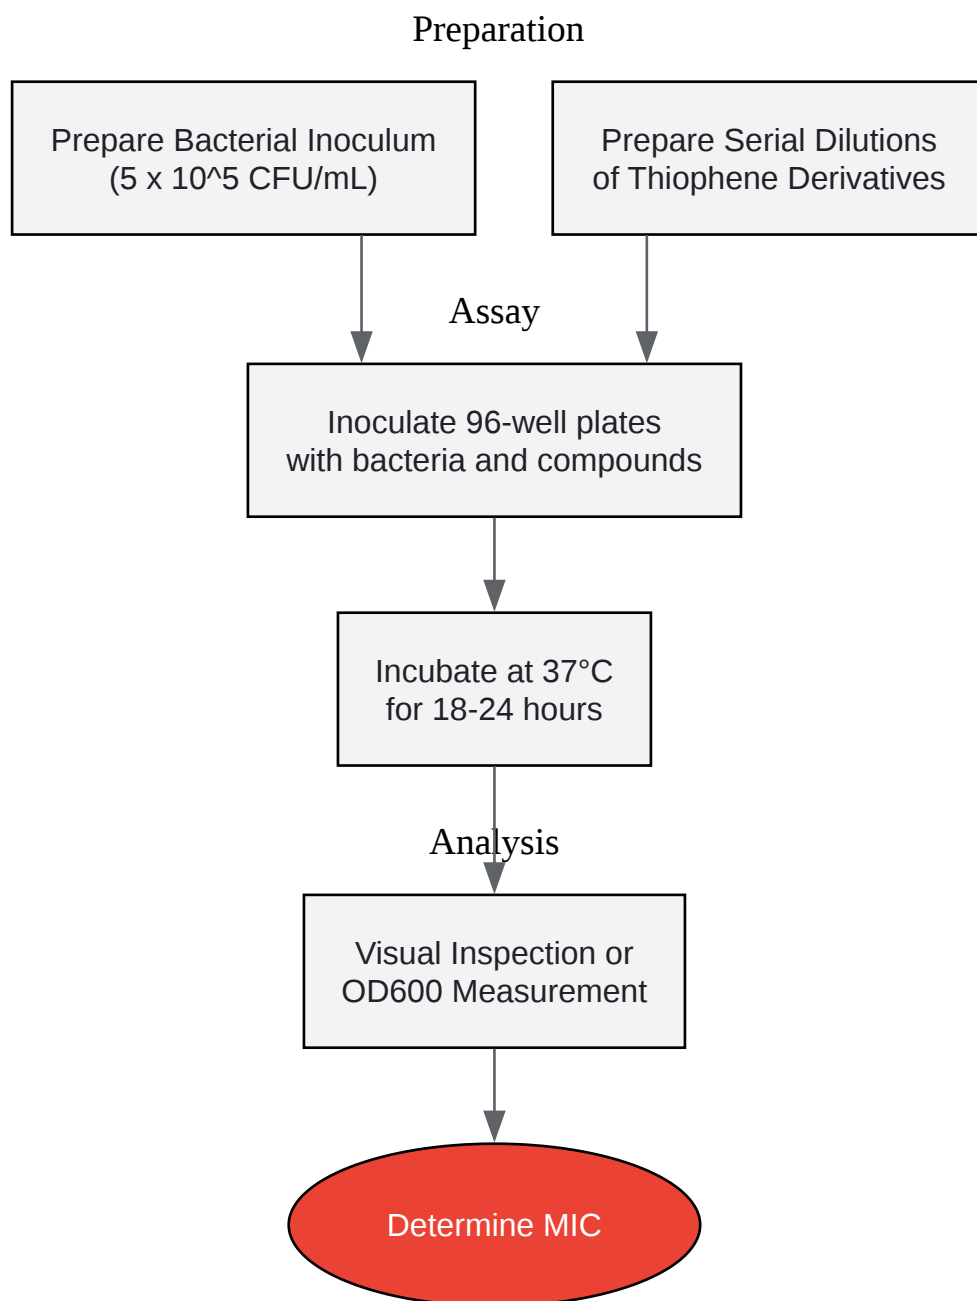 Preparation
Prepare Bacterial Inoculum
(5 x 10^5 CFU/mL)
Prepare Serial Dilutions
of Thiophene Derivatives
Assay
Inoculate 96-well plates
with bacteria and compounds
Incubate at 37°C
for 18-24 hours
Analysis
Visual Inspection or
OD600 Measurement
Determine MIC